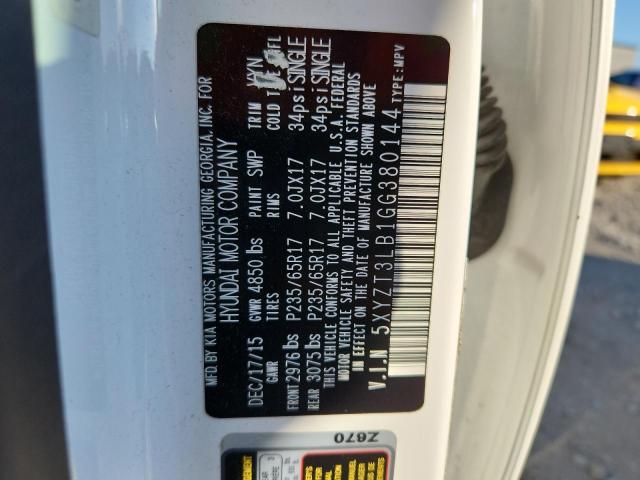 MFD. BY KIA MOTORS MANUFACTURING GEORGIA, INC. FOR
HYUNDAI MOTOR COMPANY
DEC/17/15 GVWR 4850 lbs PAINT SWP TRIM YYN
GAWR TIRES RIMS COLD
FRONT 2976 lbs P235/65R17 7.0JX17 34psi SINGLE
REAR 3075 lbs P235/65R17 7.0JX17 34psi SINGLE
THIS VEHICLE CONFORMS TO ALL APPLICABLE U.S.A. FEDERAL
MOTOR VEHICLE SAFETY AND THEFT PREVENTION STANDARDS
IN EFFECT ON THE DATE OF MANUFACTURE SHOWN ABOVE
V.I.N 5XYZT3LB1GG380144 TYPE: MPV
Z670